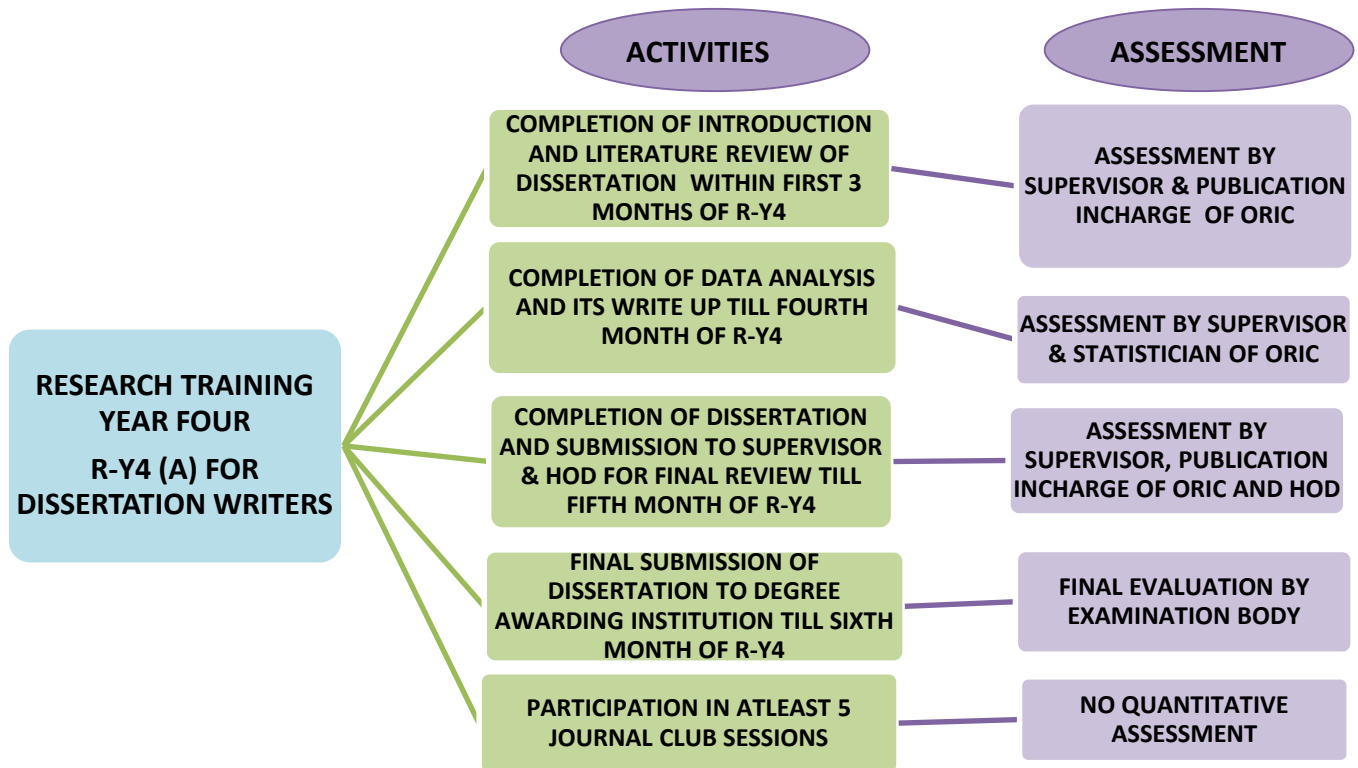 ACTIVITIES
ASSESSMENT
RESEARCH TRAINING
YEAR FOUR
R-Y4 (A) FOR
DISSERTATION WRITERS
COMPLETION OF INTRODUCTION
AND LITERATURE REVIEW OF
DISSERTATION WITHIN FIRST 3
MONTHS OF R-Y4
ASSESSMENT BY
SUPERVISOR & PUBLICATION
INCHARGE OF ORIC
COMPLETION OF DATA ANALYSIS
AND ITS WRITE UP TILL FOURTH
MONTH OF R-Y4
ASSESSMENT BY SUPERVISOR
& STATISTICIAN OF ORIC
COMPLETION OF DISSERTATION
AND SUBMISSION TO SUPERVISOR
& HOD FOR FINAL REVIEW TILL
FIFTH MONTH OF R-Y4
ASSESSMENT BY
SUPERVISOR, PUBLICATION
INCHARGE OF ORIC AND HOD
FINAL SUBMISSION OF
DISSERTATION TO DEGREE
AWARDING INSTITUTION TILL SIXTH
MONTH OF R-Y4
FINAL EVALUATION BY
EXAMINATION BODY
PARTICIPATION IN ATLEAST 5
JOURNAL CLUB SESSIONS
NO QUANTITATIVE
ASSESSMENT